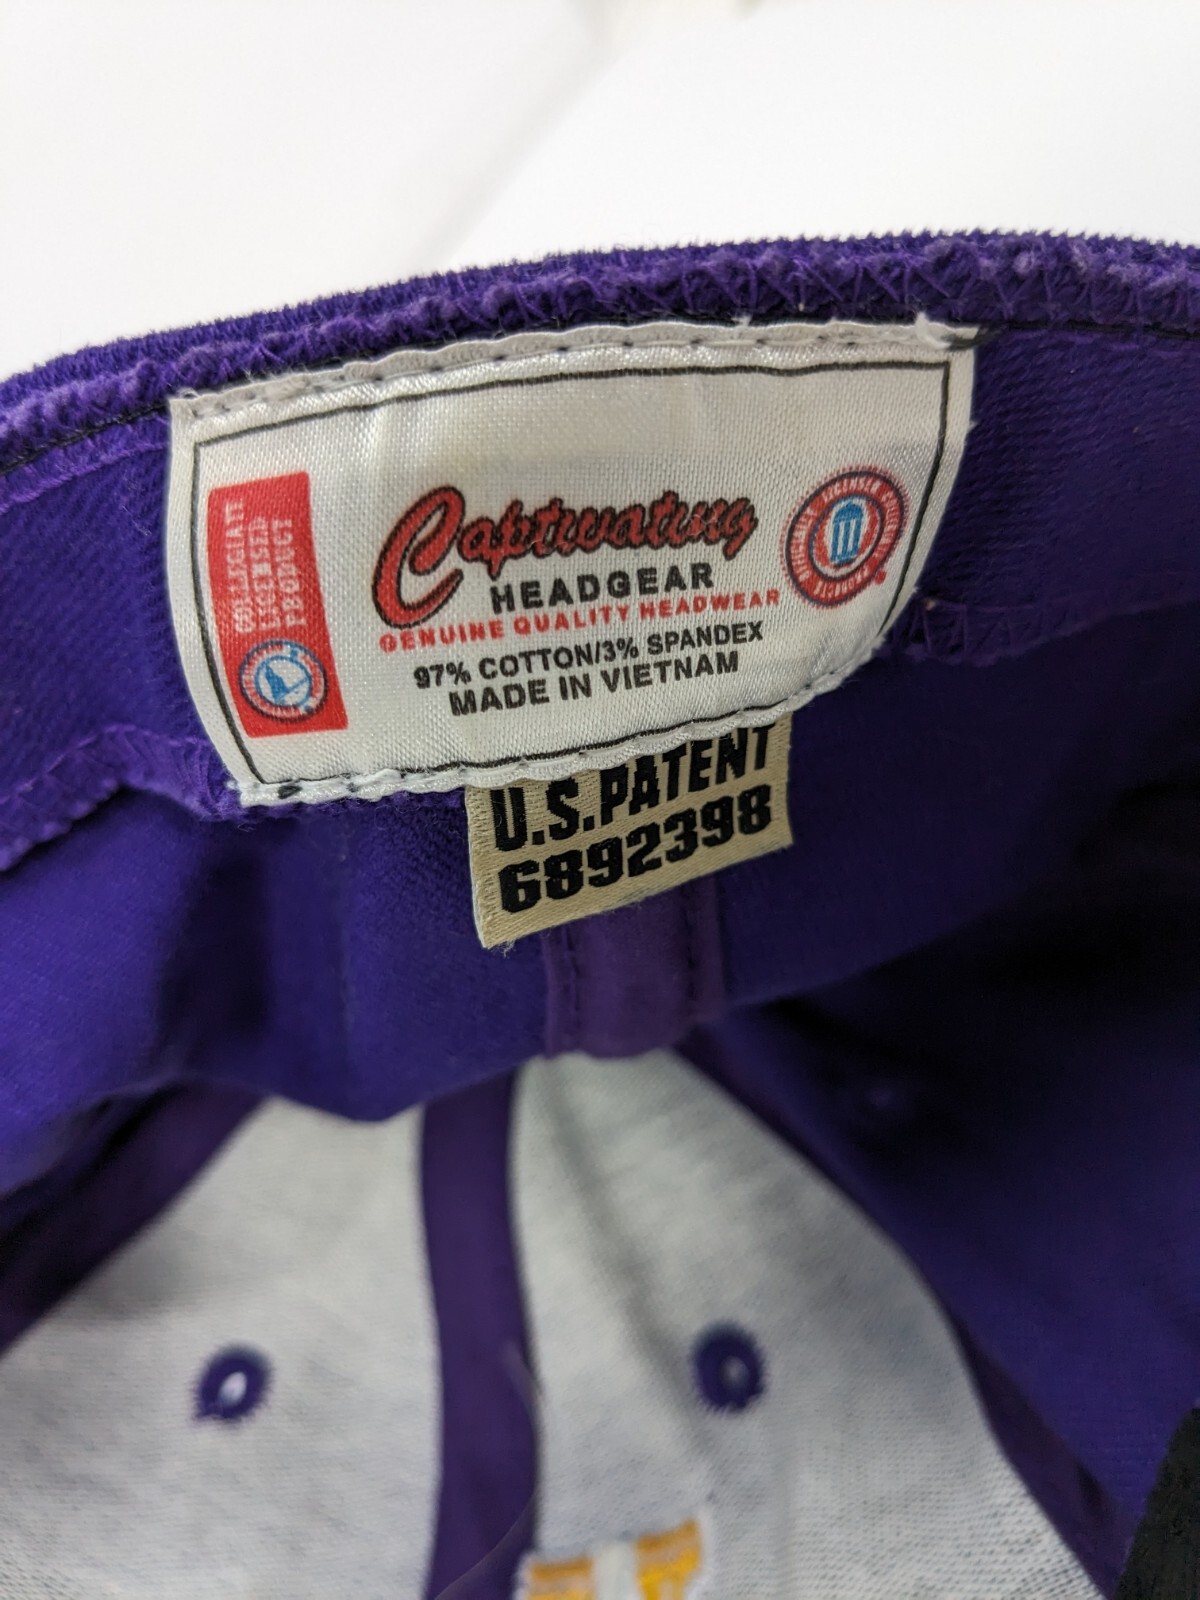 COLLEGIATE
LICENSED
PRODUCT
Captivating
HEADGEAR
GENUINE QUALITY HEADWEAR
97% COTTON/3% SPANDEX
MADE IN VIETNAM
U.S.PATENT
6892398